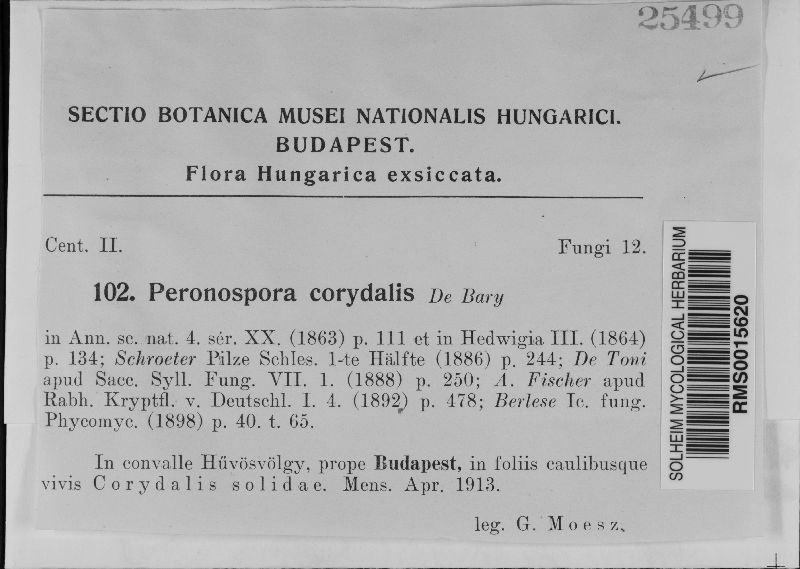 25499
SECTIO BOTANICA MUSEI NATIONALIS HUNGARICI.
BUDAPEST.
Flora Hungarica exsiccata.
Cent. II. Fungi 12.
102. Peronospora corydalis De Bary
in Ann. sc. nat. 4. sér. XX. (1863) p. 111 et in Hedwigia III. (1864)
p. 134; Schroeter Pilze Schles. 1-te Hälfte (1886) p. 244; De Toni
apud Sacc. Syll. Fung. VII. 1. (1888) p. 250; A. Fischer apud
Rabh. Kryptfl. v. Deutschl. I. 4. (1892) p. 478; Berlese Ic. fung.
Phycomyc. (1898) p. 40. t. 65.
In convalle Hűvösvölgy, prope Budapest, in foliis caulibusque
vivis Corydalis solidae. Mens. Apr. 1913.
leg. G. Moesz.
SOLHEIM MYCOLOGICAL HERBARIUM
RMS0015620